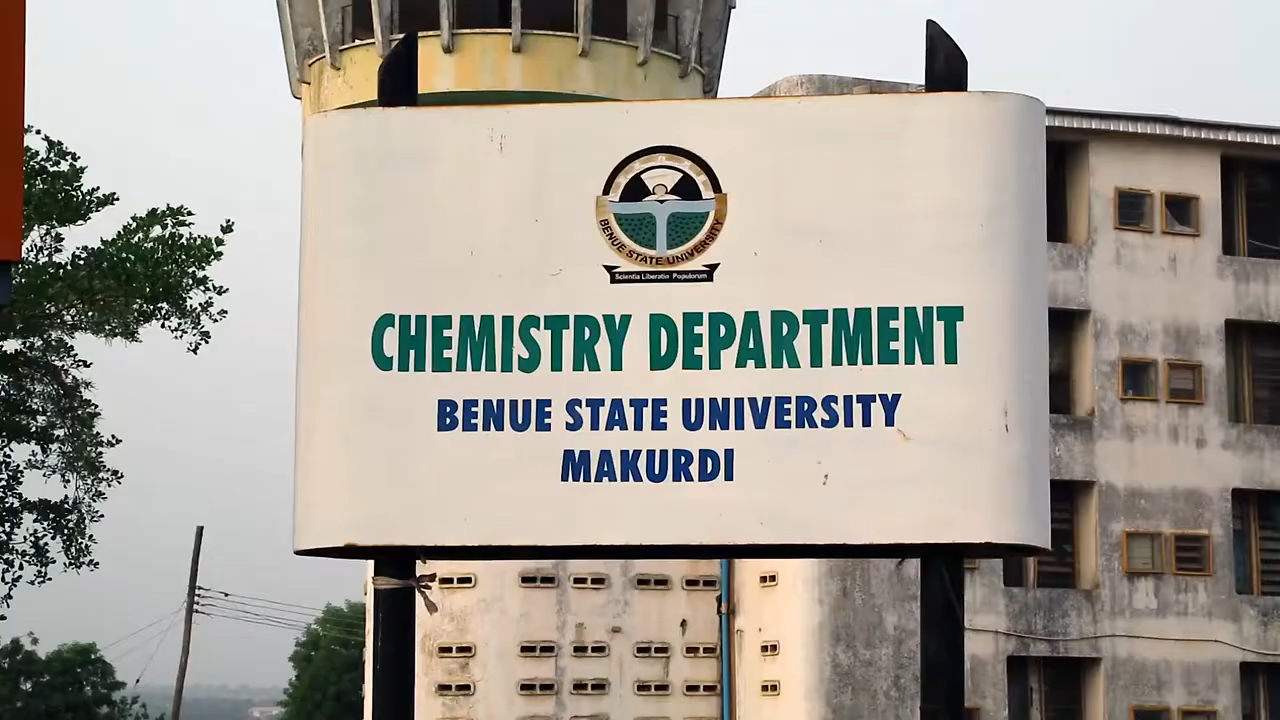 BENUE STATE UNIVERSITY
Scientia Liberatio Populorum
CHEMISTRY DEPARTMENT
BENUE STATE UNIVERSITY
MAKURDI